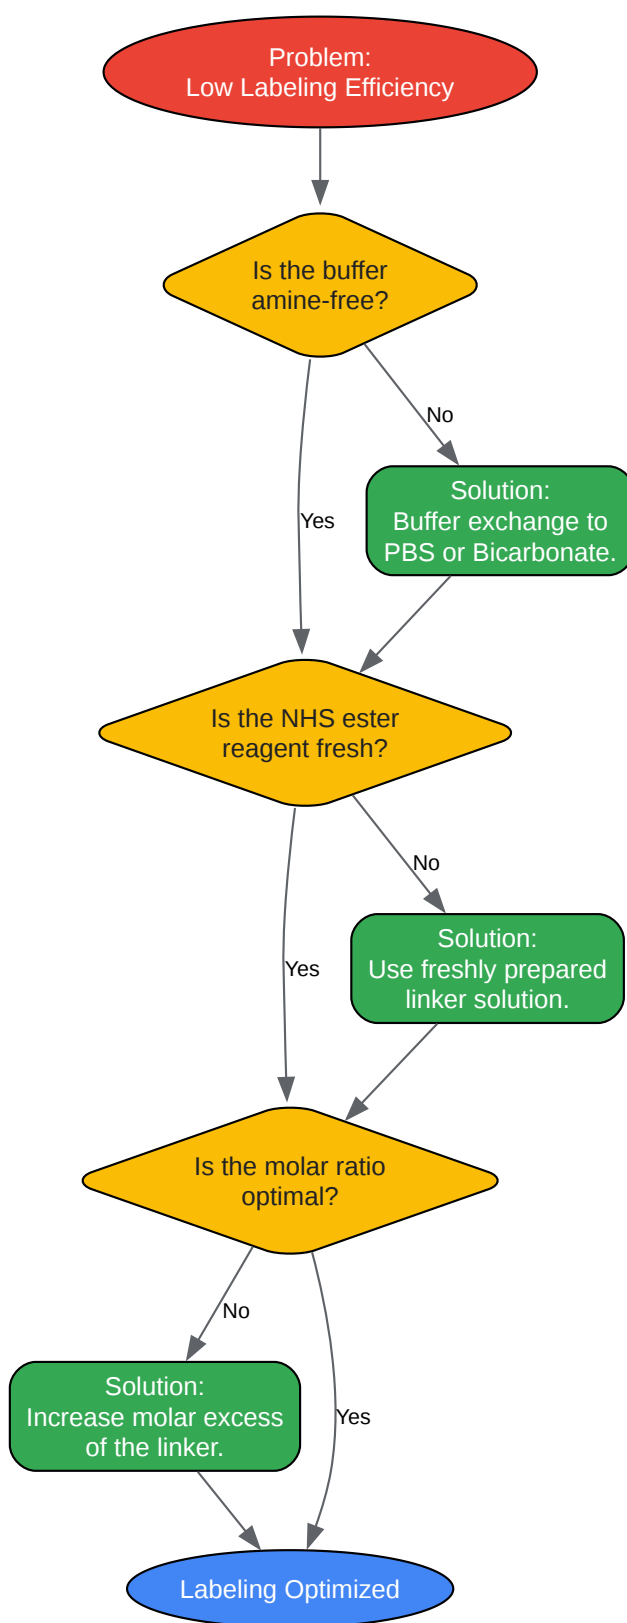 Problem:
Low Labeling Efficiency
Is the buffer
amine-free?
No
Solution:
Buffer exchange to
PBS or Bicarbonate.
Yes
Is the NHS ester
reagent fresh?
No
Solution:
Use freshly prepared
linker solution.
Yes
Is the molar ratio
optimal?
No
Solution:
Increase molar excess
of the linker.
Yes
Labeling Optimized